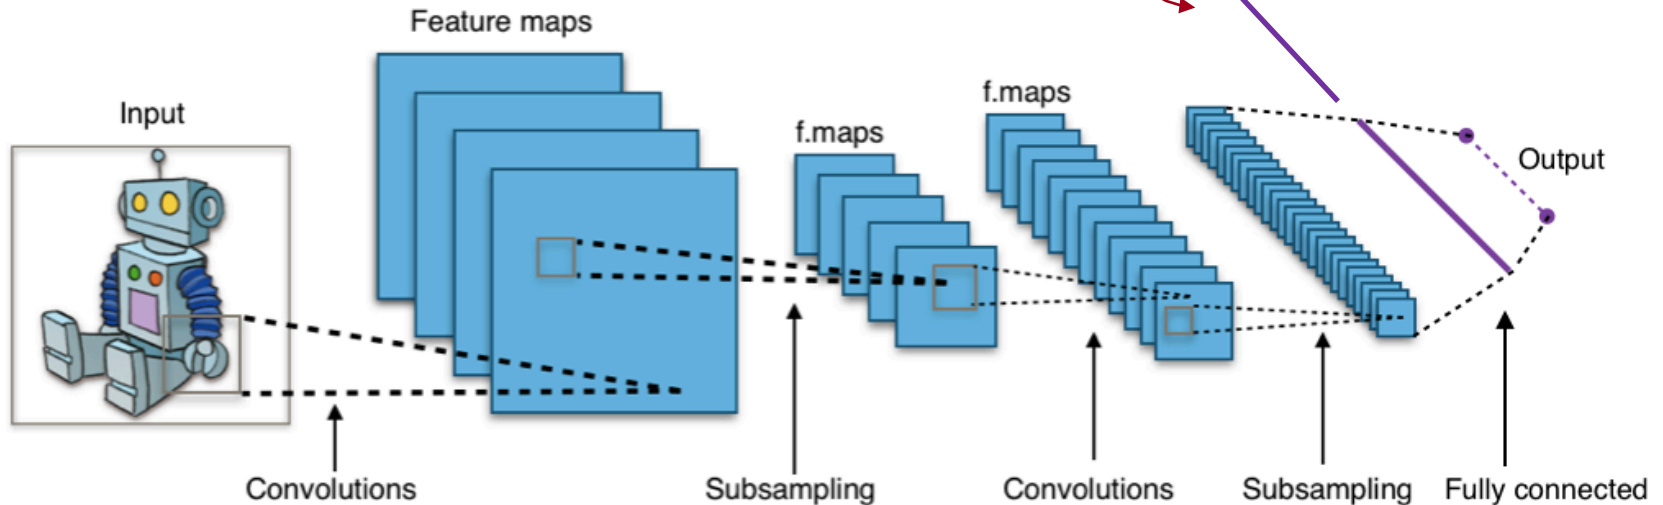 Feature maps
Input
f.maps
f.maps
Output
Convolutions
Subsampling
Convolutions
Subsampling
Fully connected